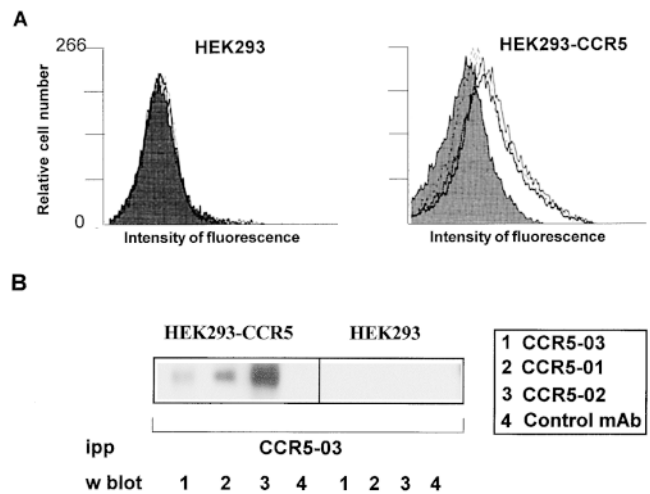 A
HEK293
HEK293-CCR5
266
Relative cell number
0
Intensity of fluorescence
Intensity of fluorescence
B
HEK293-CCR5
HEK293
1 CCR5-03
2 CCR5-01
3 CCR5-02
4 Control mAb
ipp
CCR5-03
w blot 1 2 3 4 1 2 3 4